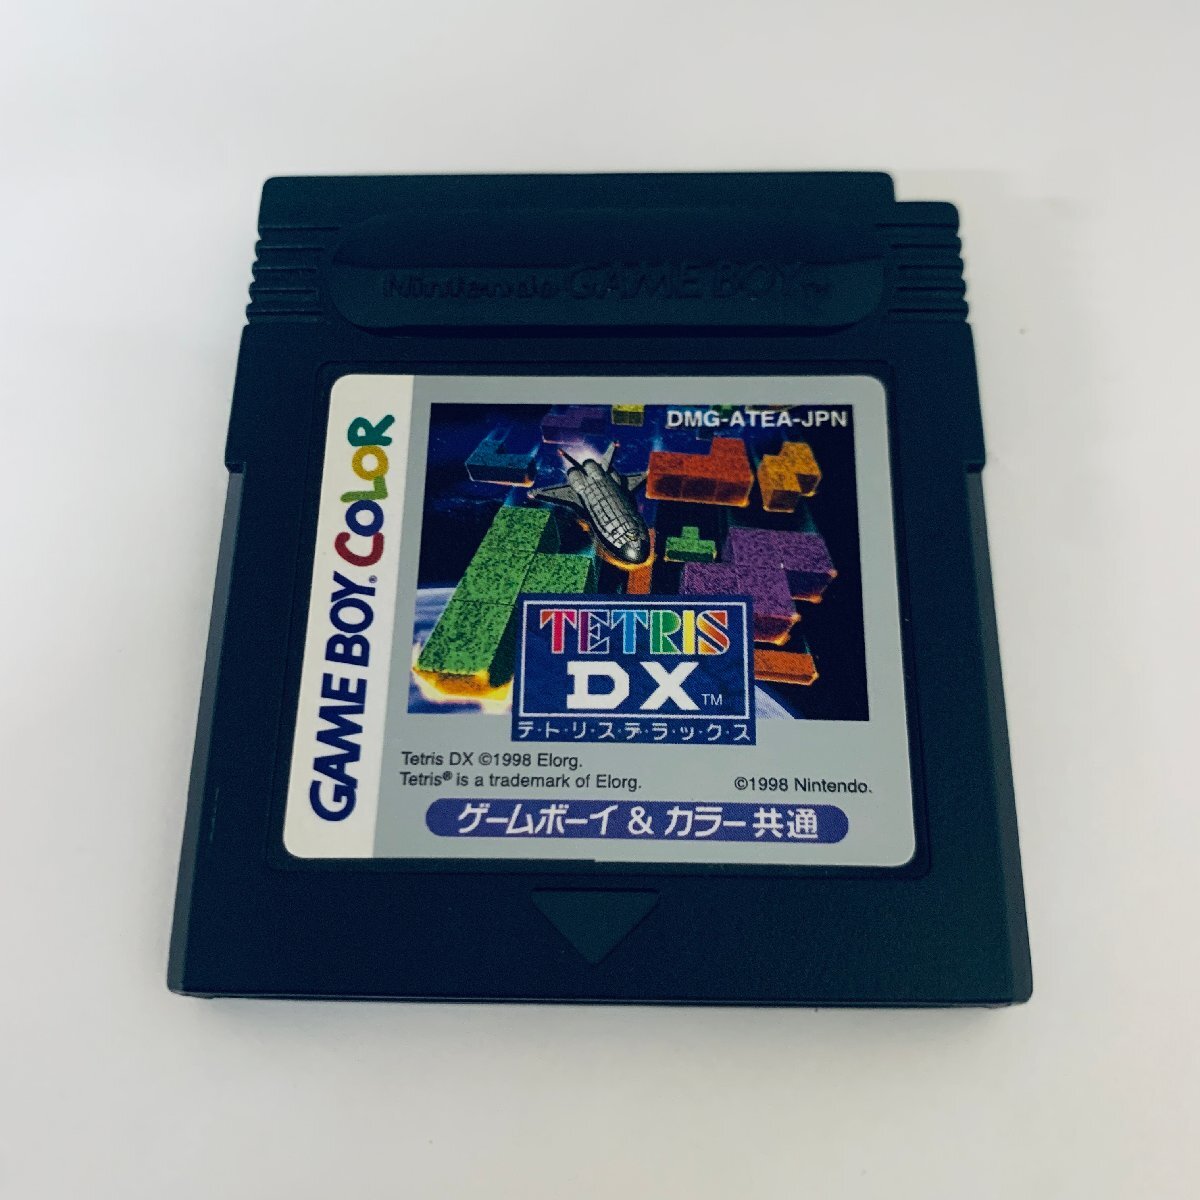 Nintendo GAME BOY™
GAME BOY® COLOR
DMG-ATEA-JPN
TETRIS
DX™
テ・ト・リ・ス・デ・ラ・ッ・ク・ス
Tetris DX ©1998 Elorg.
Tetris® is a trademark of Elorg.
©1998 Nintendo.
ゲームボーイ & カラー共通